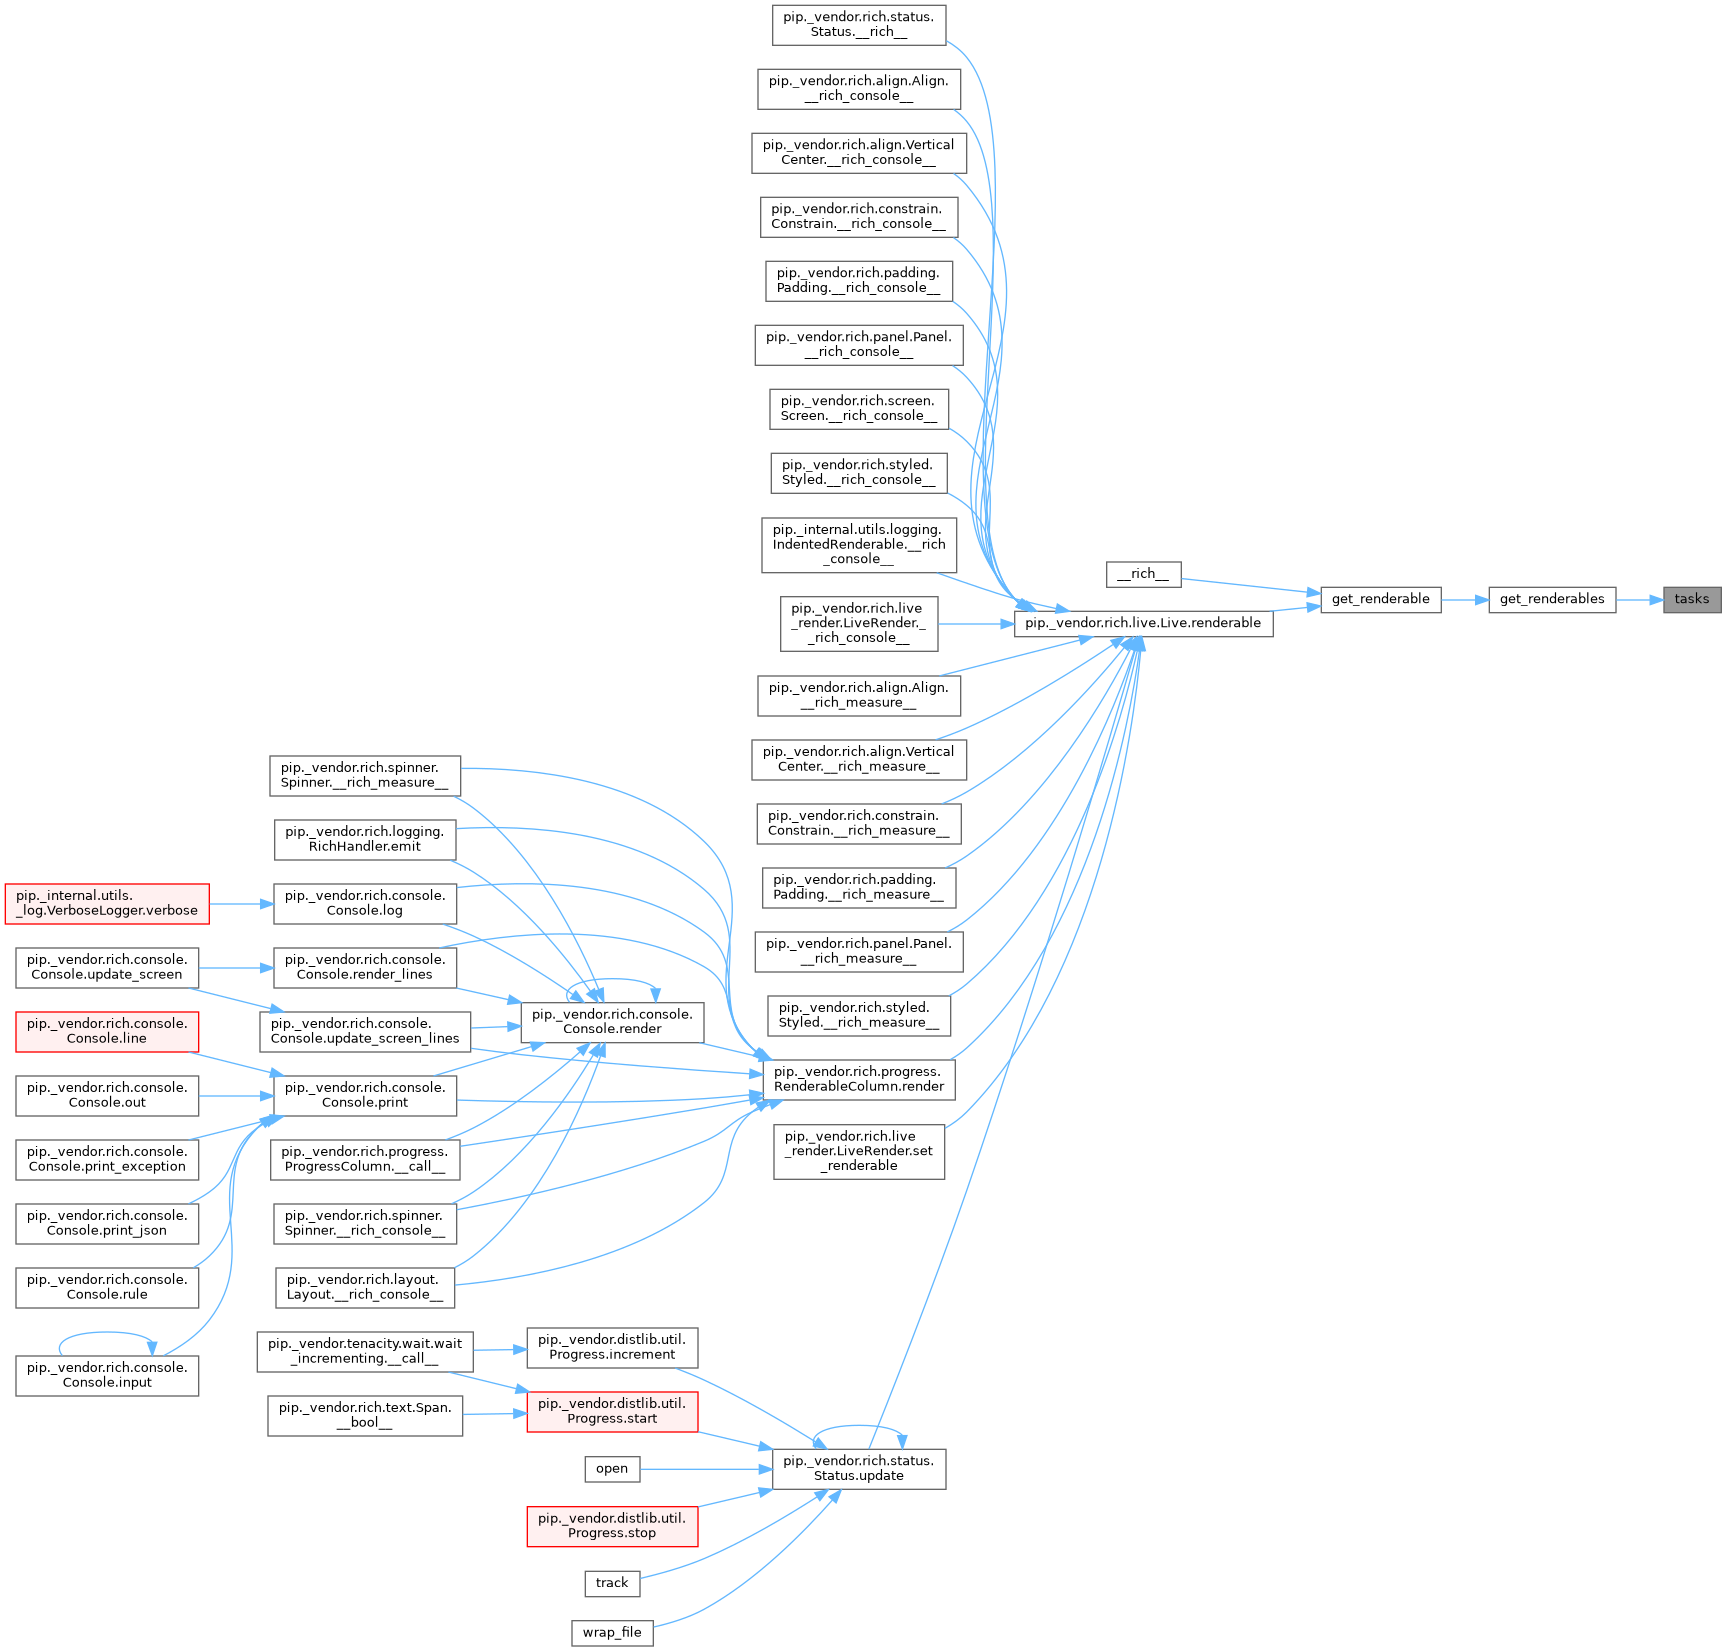 pip._vendor.rich.status.
Status.__rich__
pip._vendor.rich.align.Align.
__rich_console__
pip._vendor.rich.align.Vertical
Center.__rich_console__
pip._vendor.rich.constrain.
Constrain.__rich_console__
pip._vendor.rich.padding.
Padding.__rich_console__
pip._vendor.rich.panel.Panel.
__rich_console__
pip._vendor.rich.screen.
Screen.__rich_console__
pip._vendor.rich.styled.
Styled.__rich_console__
pip._internal.utils.logging.
IndentedRenderable.__rich
_console__
pip._vendor.rich.live
_render.LiveRender._
_rich_console__
pip._vendor.rich.align.Align.
__rich_measure__
pip._vendor.rich.align.Vertical
Center.__rich_measure__
pip._vendor.rich.constrain.
Constrain.__rich_measure__
pip._vendor.rich.padding.
Padding.__rich_measure__
pip._vendor.rich.panel.Panel.
__rich_measure__
pip._vendor.rich.styled.
Styled.__rich_measure__
pip._vendor.rich.progress.
RenderableColumn.render
pip._vendor.rich.live
_render.LiveRender.set
_renderable
pip._vendor.rich.status.
Status.update
__rich__
pip._vendor.rich.live.Live.renderable
get_renderable
get_renderables
tasks
pip._vendor.rich.spinner.
Spinner.__rich_measure__
pip._vendor.rich.logging.
RichHandler.emit
pip._vendor.rich.console.
Console.log
pip._vendor.rich.console.
Console.render_lines
pip._vendor.rich.console.
Console.update_screen_lines
pip._vendor.rich.console.
Console.print
pip._vendor.rich.progress.
ProgressColumn.__call__
pip._vendor.rich.spinner.
Spinner.__rich_console__
pip._vendor.rich.layout.
Layout.__rich_console__
pip._vendor.rich.console.
Console.render
pip._internal.utils.
_log.VerboseLogger.verbose
pip._vendor.rich.console.
Console.update_screen
pip._vendor.rich.console.
Console.line
pip._vendor.rich.console.
Console.out
pip._vendor.rich.console.
Console.print_exception
pip._vendor.rich.console.
Console.print_json
pip._vendor.rich.console.
Console.rule
pip._vendor.rich.console.
Console.input
pip._vendor.tenacity.wait.wait
_incrementing.__call__
pip._vendor.rich.text.Span.
__bool__
pip._vendor.distlib.util.
Progress.increment
pip._vendor.distlib.util.
Progress.start
open
pip._vendor.distlib.util.
Progress.stop
track
wrap_file